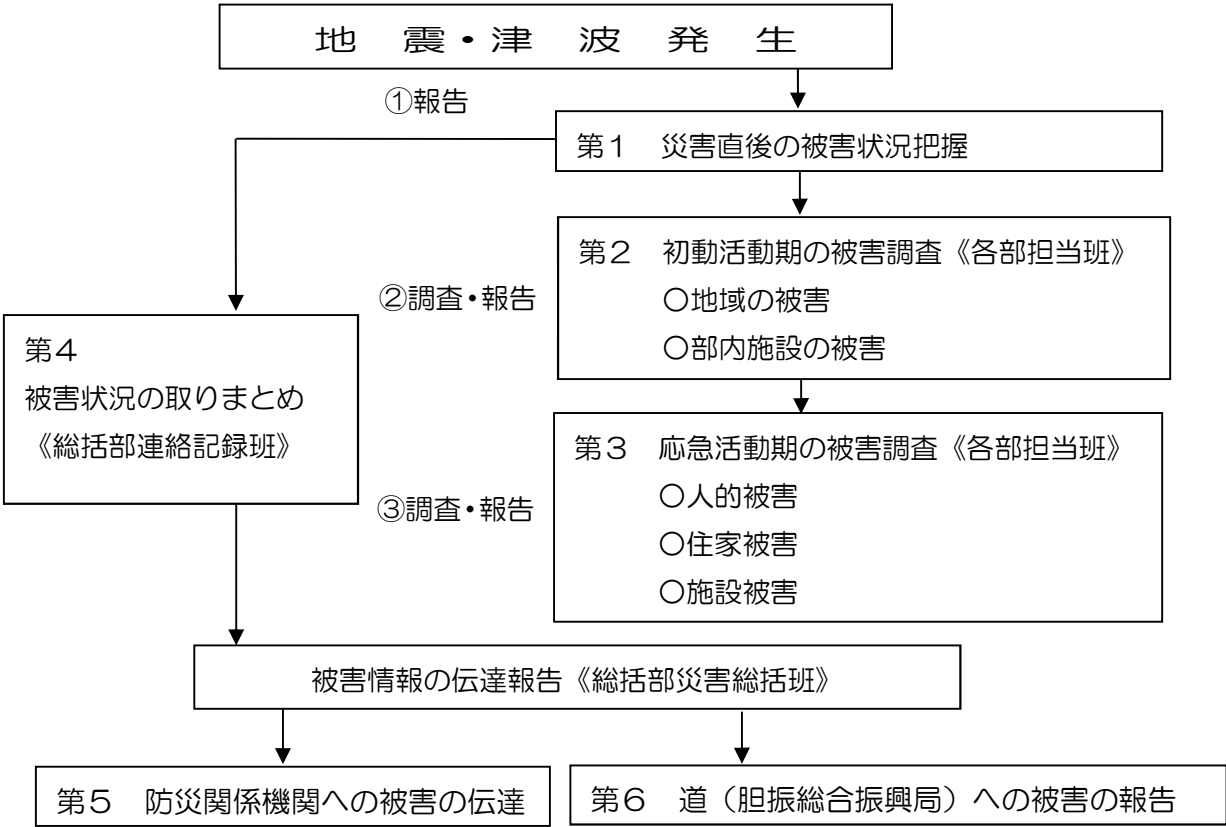 地　震・津　波　発　生
①報告
第１　災害直後の被害状況把握
第２　初動活動期の被害調査《各部担当班》
〇地域の被害
〇部内施設の被害
②調査・報告
第４
被害状況の取りまとめ
《総括部連絡記録班》
第３　応急活動期の被害調査《各部担当班》
〇人的被害
〇住家被害
〇施設被害
③調査・報告
被害情報の伝達報告《総括部災害総括班》
第５　防災関係機関への被害の伝達
第６　道（胆振総合振興局）への被害の報告